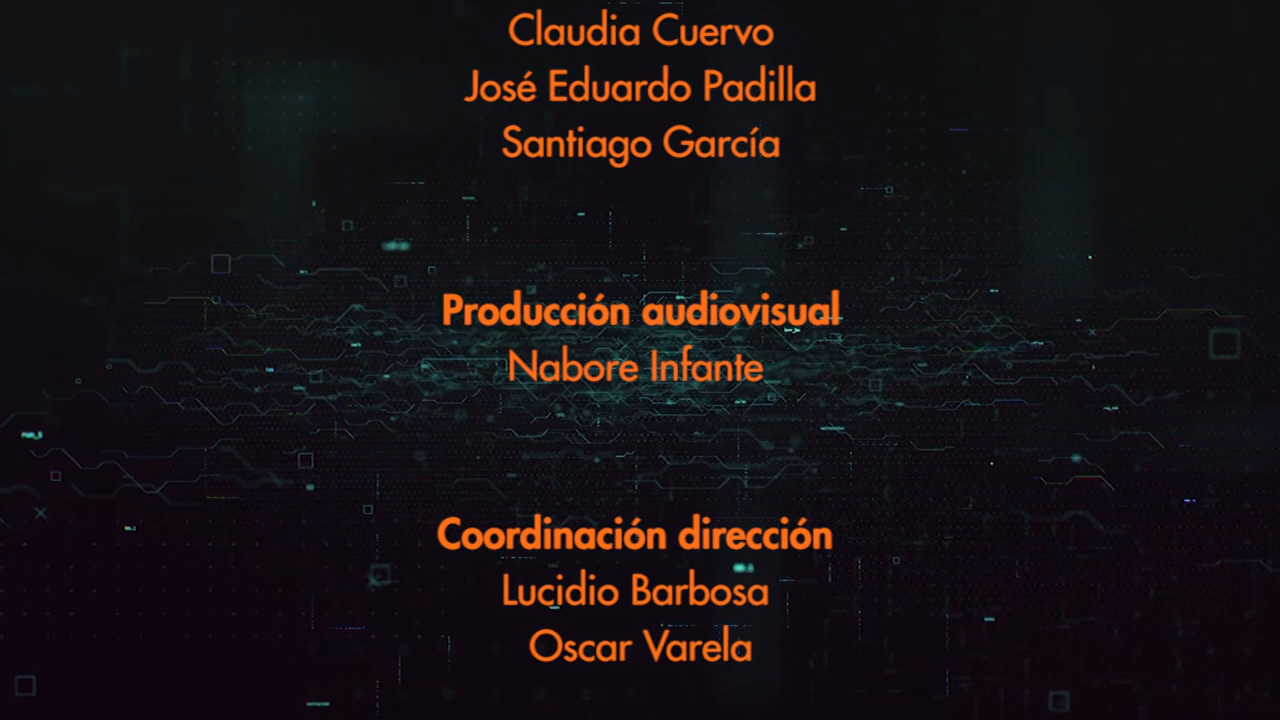 Claudia Cuervo
José Eduardo Padilla
Santiago García
Producción audiovisual
Nabore Infante
Coordinación dirección
Lucidio Barbosa
Oscar Varela